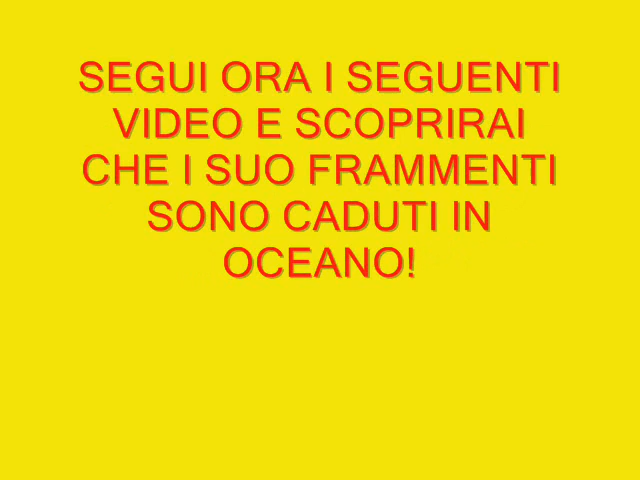 SEGUI ORA I SEGUENTI
VIDEO E SCOPRIRAI
CHE I SUO FRAMMENTI
SONO CADUTI IN
OCEANO!